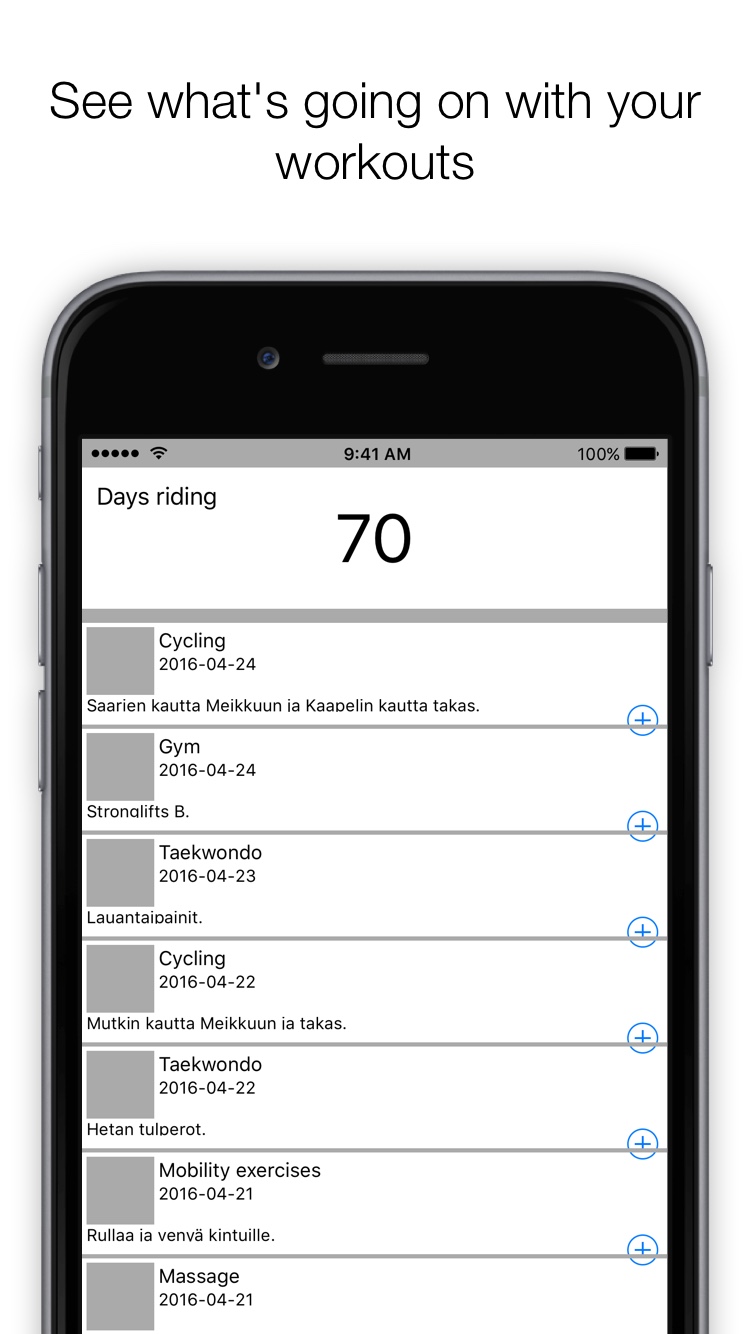 See what's going on with your
workouts
9:41 AM
100%
Days riding
70
Cycling
2016-04-24
Saarien kautta Meikkuun ja Kaapelin kautta takas.
Gym
2016-04-24
Stronglifts B.
Taekwondo
2016-04-23
Lauantaipainit.
Cycling
2016-04-22
Mutkin kautta Meikkuun ja takas.
Taekwondo
2016-04-22
Hetan tulperot.
Mobility exercises
2016-04-21
Rullaa ja venvä kintuille.
Massage
2016-04-21